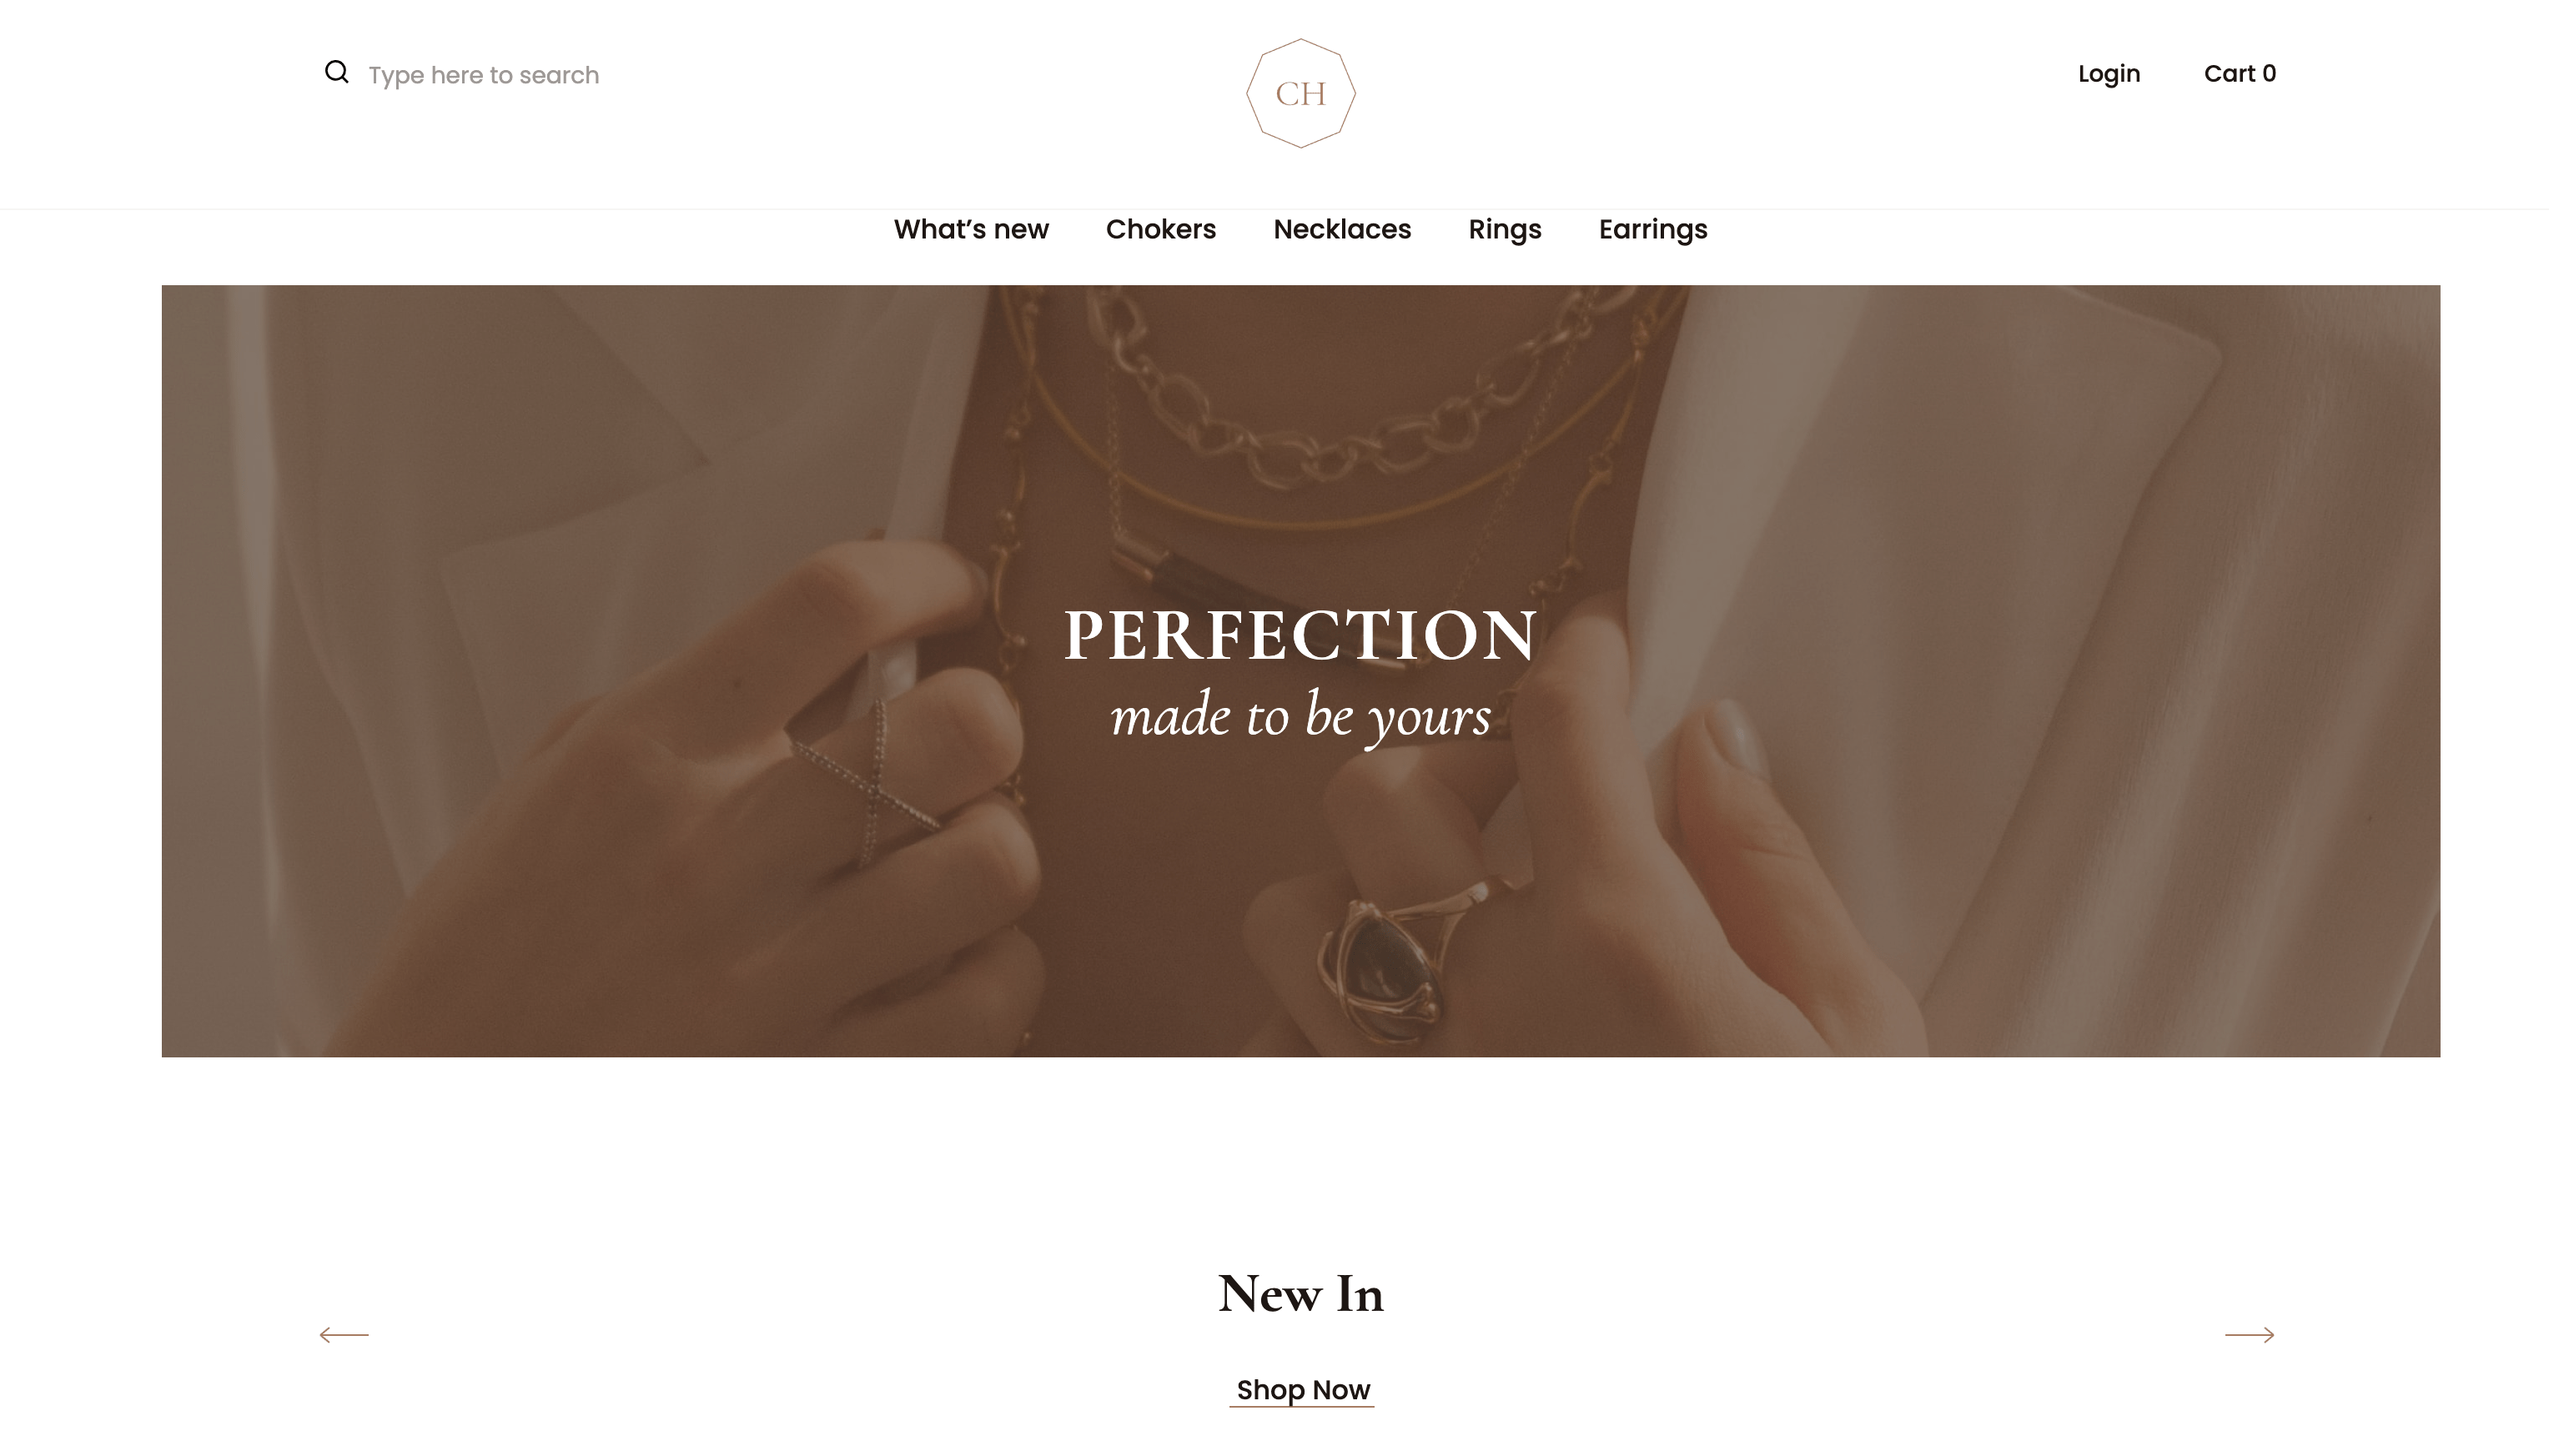 Type here to search
CH
Login
Cart 0
What’s new
Chokers
Necklaces
Rings
Earrings
PERFECTION
made to be yours
New In
Shop Now